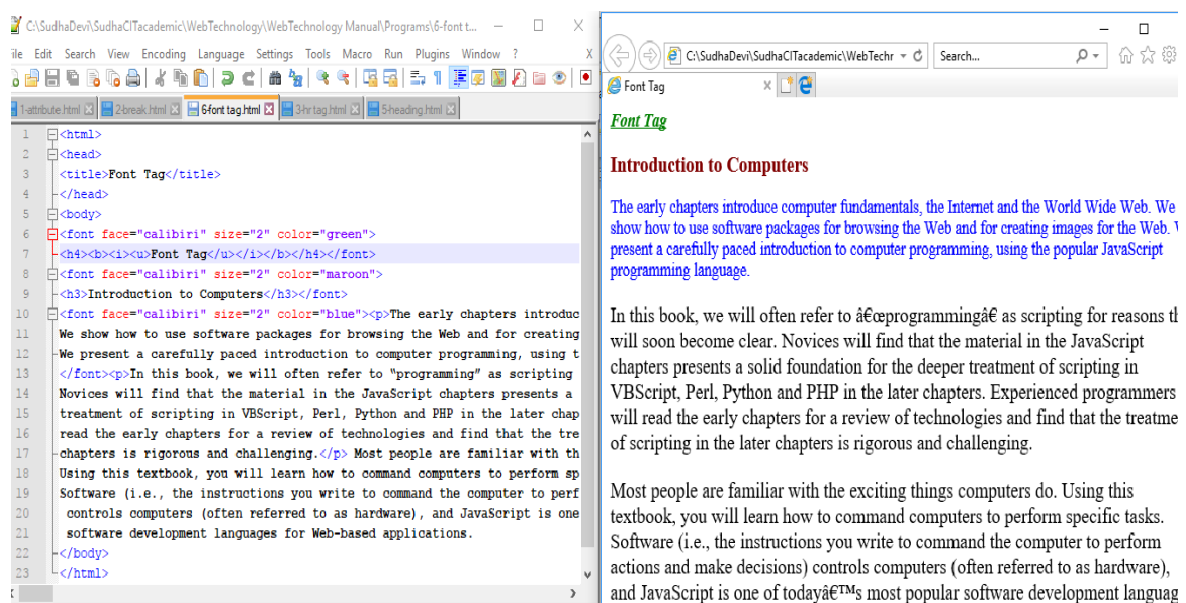 C:\SudhaDevi\SudhaCITacademic\WebTechnology\WebTechnology Manual\Programs\6-font t...
ile Edit Search View Encoding Language Settings Tools Macro Run Plugins Window ? X
1-attribute.html 2-break.html 6-font tag.html 3-hr tag.html 5-heading.html
1 <html>
2 <head>
3 <title>Font Tag</title>
4 </head>
5 <body>
6 <font face="calibiri" size="2" color="green">
7 <h4><b><i><u>Font Tag</u></i></b></h4></font>
8 <font face="calibiri" size="2" color="maroon">
9 <h3>Introduction to Computers</h3></font>
10 <font face="calibiri" size="2" color="blue"><p>The early chapters introduc
11 We show how to use software packages for browsing the Web and for creating
12 We present a carefully paced introduction to computer programming, using t
13 </font><p>In this book, we will often refer to “programming” as scripting
14 Novices will find that the material in the JavaScript chapters presents a
15 treatment of scripting in VBScript, Perl, Python and PHP in the later chap
16 read the early chapters for a review of technologies and find that the tre
17 chapters is rigorous and challenging.</p> Most people are familiar with th
18 Using this textbook, you will learn how to command computers to perform sp
19 Software (i.e., the instructions you write to command the computer to perf
20 controls computers (often referred to as hardware), and JavaScript is one
21 software development languages for Web-based applications.
22 </body>
23 </html>
C:\SudhaDevi\SudhaCITacademic\WebTechr Search...
Font Tag
Font Tag
Introduction to Computers
The early chapters introduce computer fundamentals, the Internet and the World Wide Web. We
show how to use software packages for browsing the Web and for creating images for the Web.
present a carefully paced introduction to computer programming, using the popular JavaScript
programming language.
In this book, we will often refer to â€œprogrammingâ€ as scripting for reasons th
will soon become clear. Novices will find that the material in the JavaScript
chapters presents a solid foundation for the deeper treatment of scripting in
VBScript, Perl, Python and PHP in the later chapters. Experienced programmers
will read the early chapters for a review of technologies and find that the treatme
of scripting in the later chapters is rigorous and challenging.
Most people are familiar with the exciting things computers do. Using this
textbook, you will learn how to command computers to perform specific tasks.
Software (i.e., the instructions you write to command the computer to perform
actions and make decisions) controls computers (often referred to as hardware),
and JavaScript is one of todayâ€™s most popular software development languag